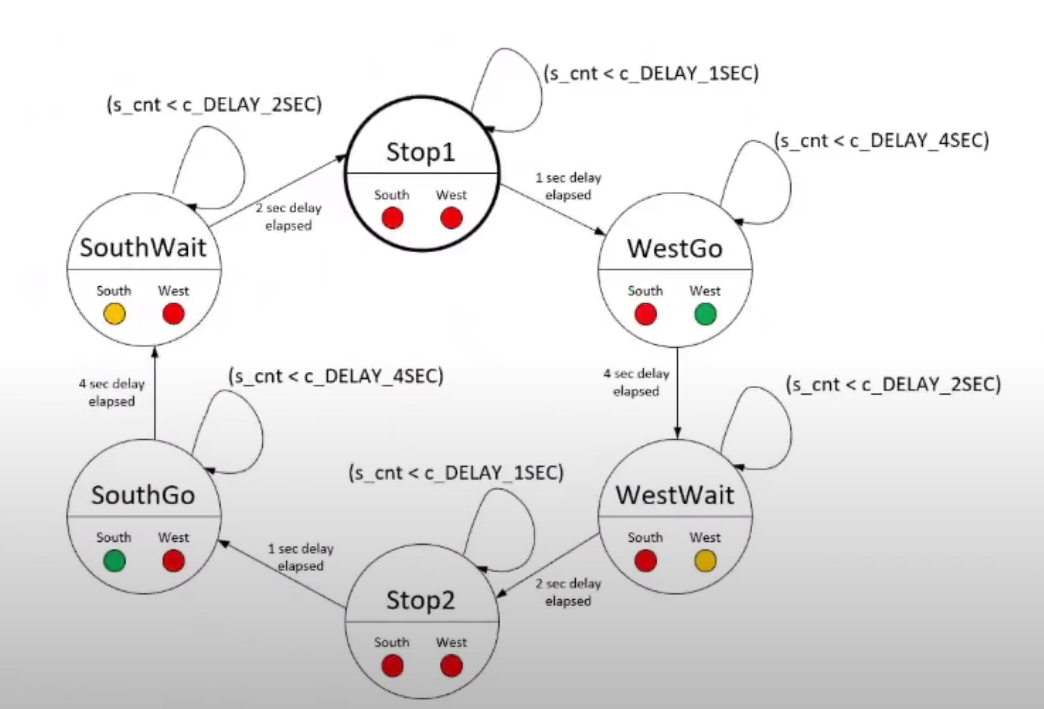 (s_cnt < c_DELAY_1SEC)
(s_cnt < c_DELAY_2SEC)
Stop1
South West
(s_cnt < c_DELAY_4SEC)
1 sec delay
elapsed
2 sec delay
elapsed
SouthWait
South West
WestGo
South West
4 sec delay
elapsed
(s_cnt < c_DELAY_4SEC)
4 sec delay
elapsed
(s_cnt < c_DELAY_2SEC)
SouthGo
South West
(s_cnt < c_DELAY_1SEC)
WestWait
South West
1 sec delay
elapsed
2 sec delay
elapsed
Stop2
South West